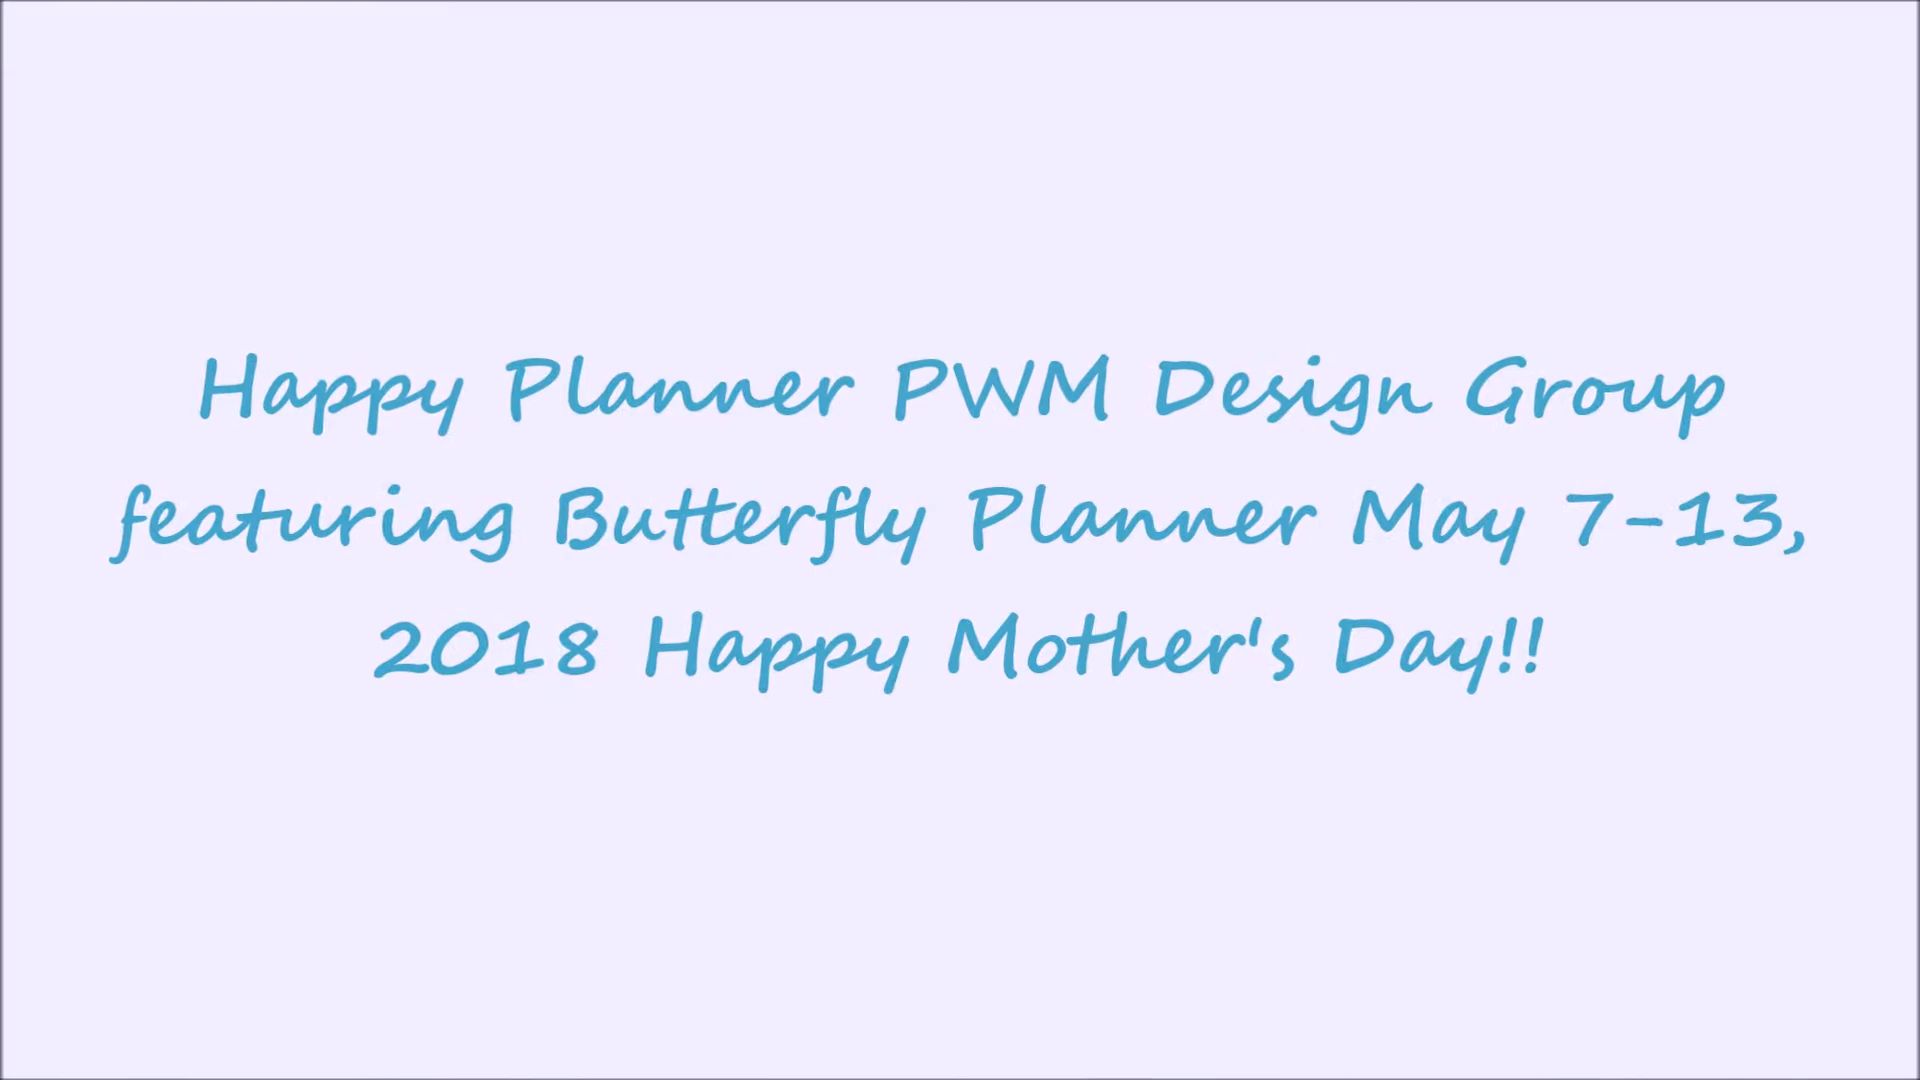 Happy Planner PWM Design Group
featuring Butterfly Planner May 7-13,
2018 Happy Mother's Day!!